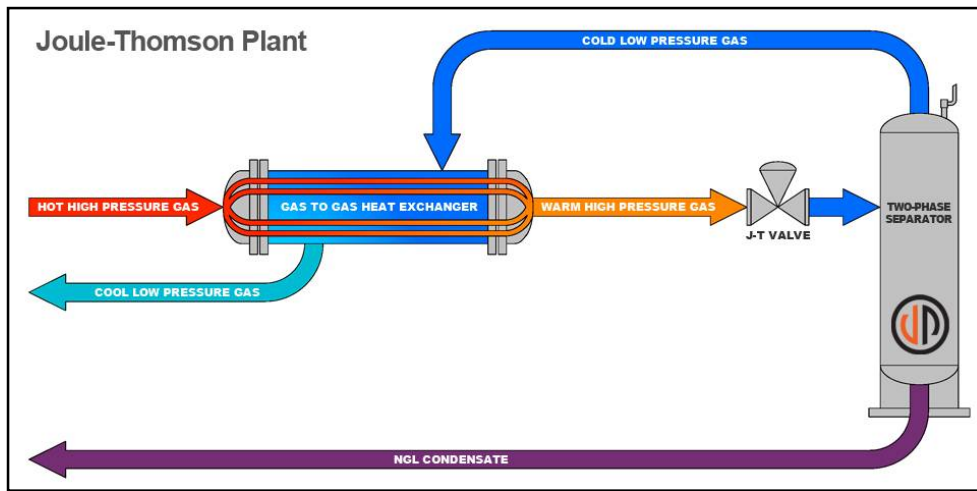 Joule-Thomson Plant
COLD LOW PRESSURE GAS
HOT HIGH PRESSURE GAS
GAS TO GAS HEAT EXCHANGER
WARM HIGH PRESSURE GAS
J-T VALVE
TWO-PHASE
SEPARATOR
COOL LOW PRESSURE GAS
NGL CONDENSATE